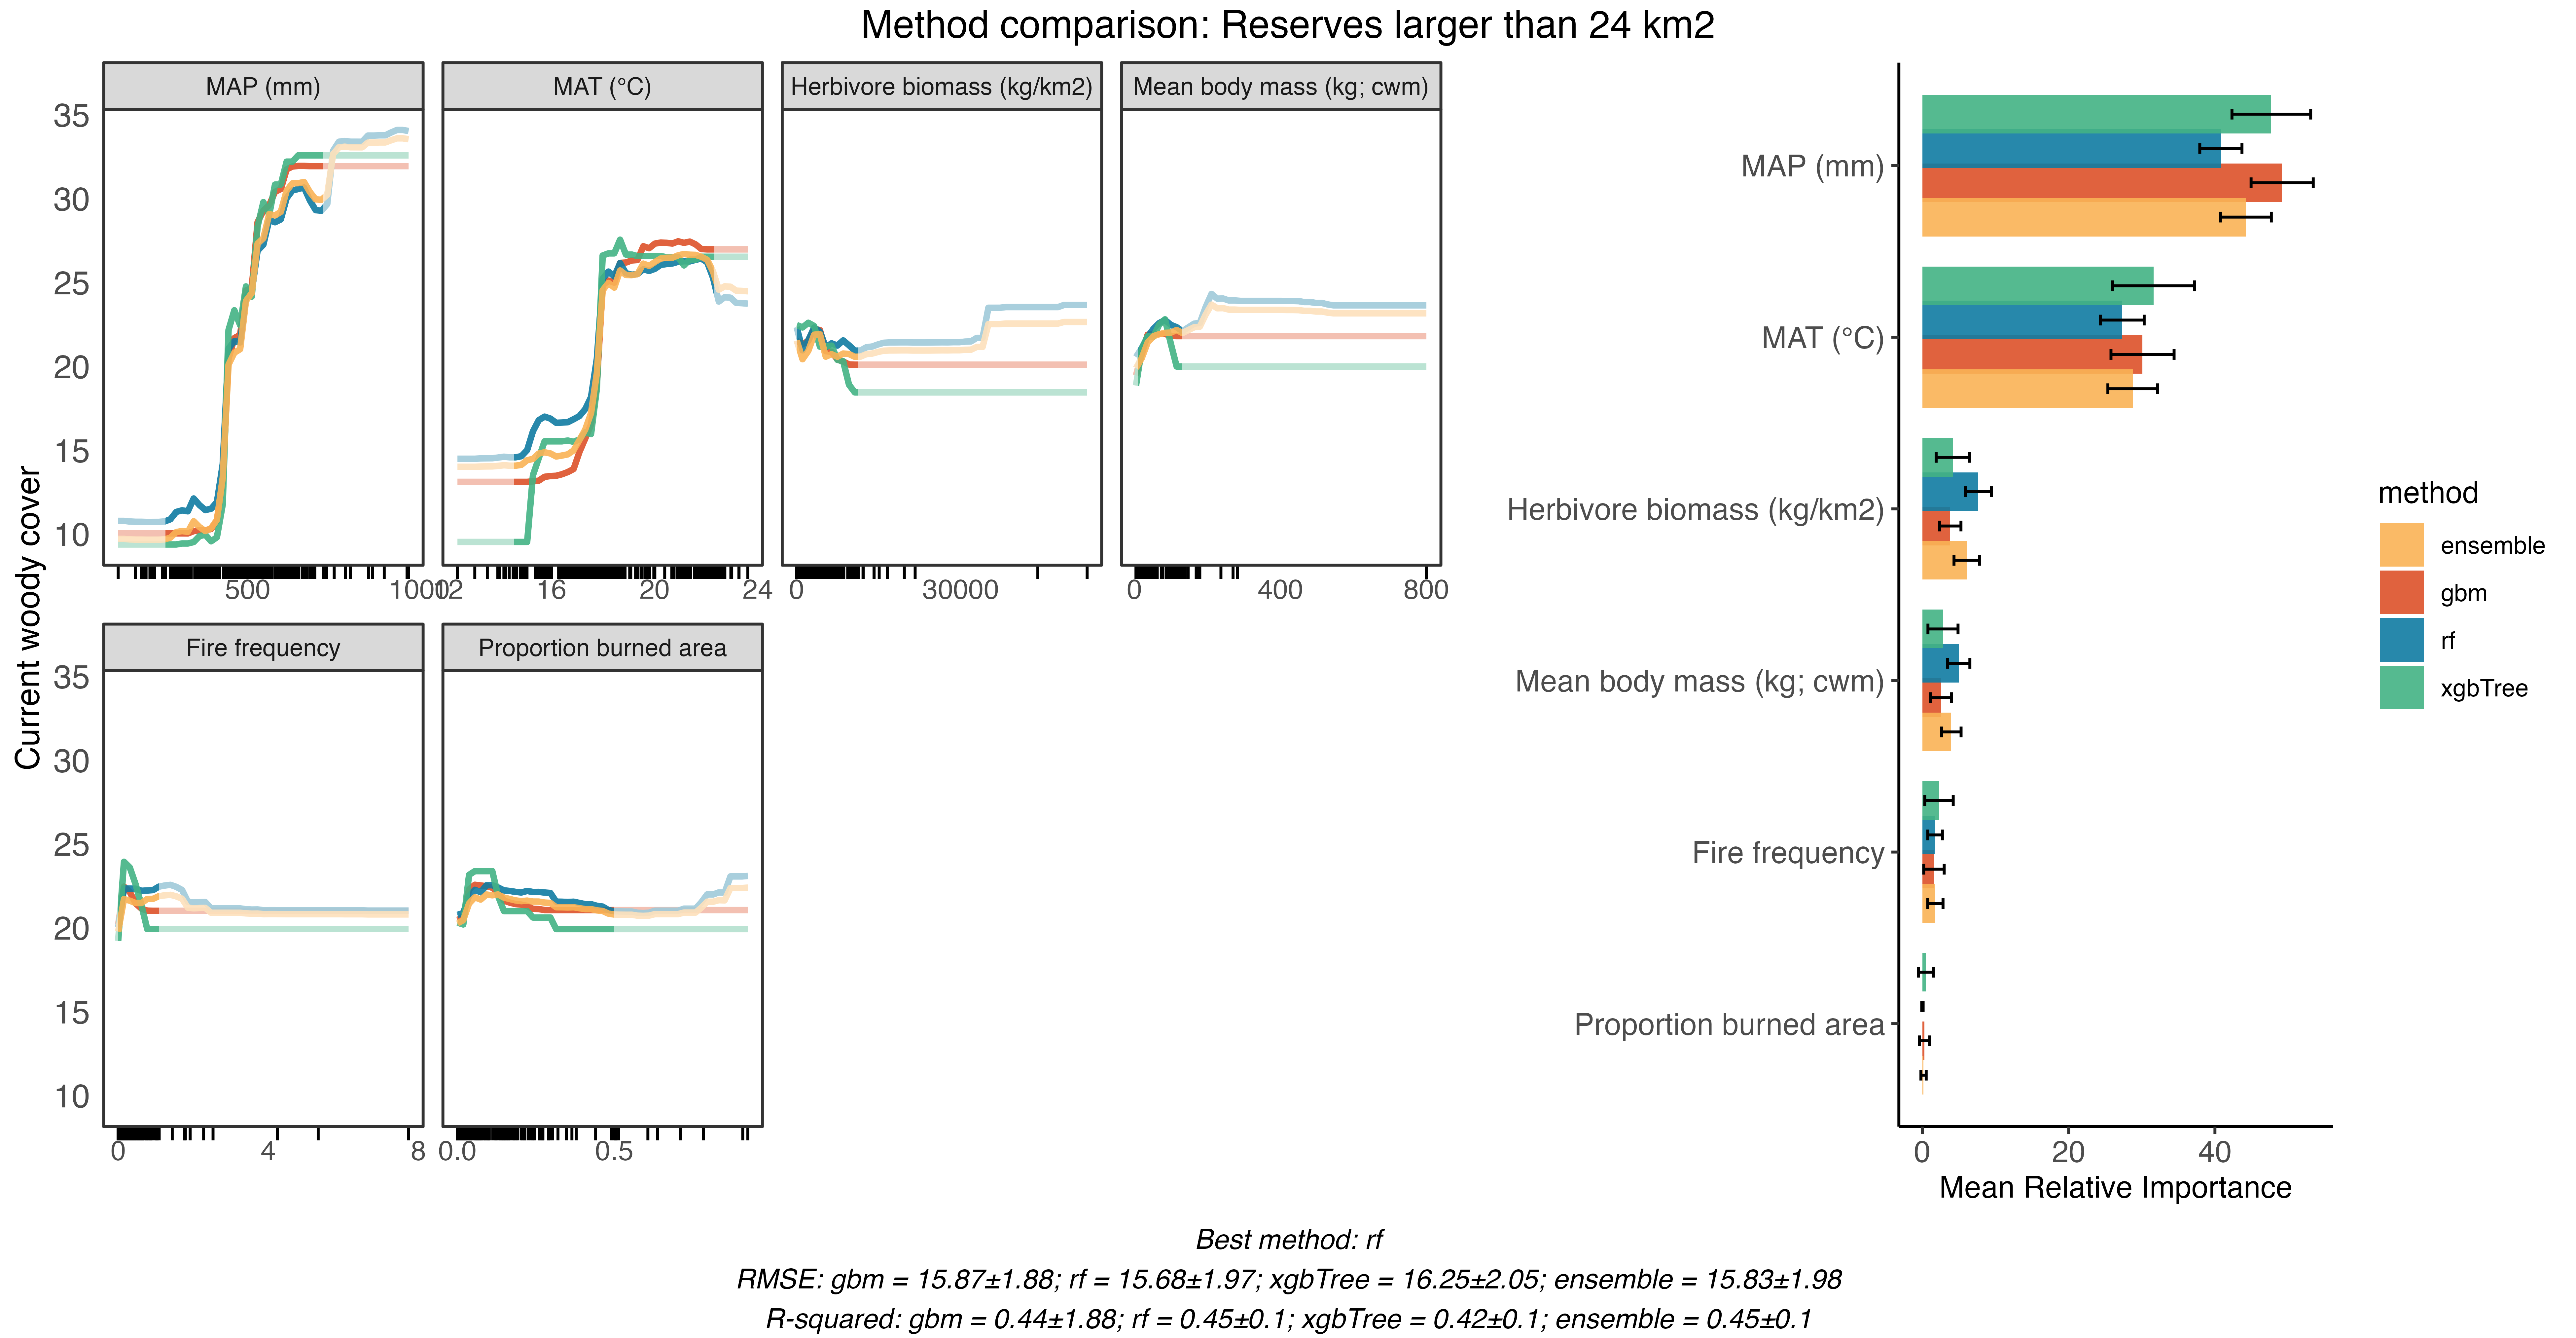 Method comparison: Reserves larger than 24 km2
MAP (mm)
MAT (°C)
Herbivore biomass (kg/km2)
Mean body mass (kg; cwm)
35
30
25
20
15
10
500
1000
12
16
20
24
0
30000
0
400
800
Current woody cover
Fire frequency
Proportion burned area
35
30
25
20
15
10
0
4
8
0.0
0.5
MAP (mm)
MAT (°C)
Herbivore biomass (kg/km2)
Mean body mass (kg; cwm)
Fire frequency
Proportion burned area
0
20
40
Mean Relative Importance
method
ensemble
gbm
rf
xgbTree
Best method: rf
RMSE: gbm = 15.87±1.88; rf = 15.68±1.97; xgbTree = 16.25±2.05; ensemble = 15.83±1.98
R-squared: gbm = 0.44±1.88; rf = 0.45±0.1; xgbTree = 0.42±0.1; ensemble = 0.45±0.1